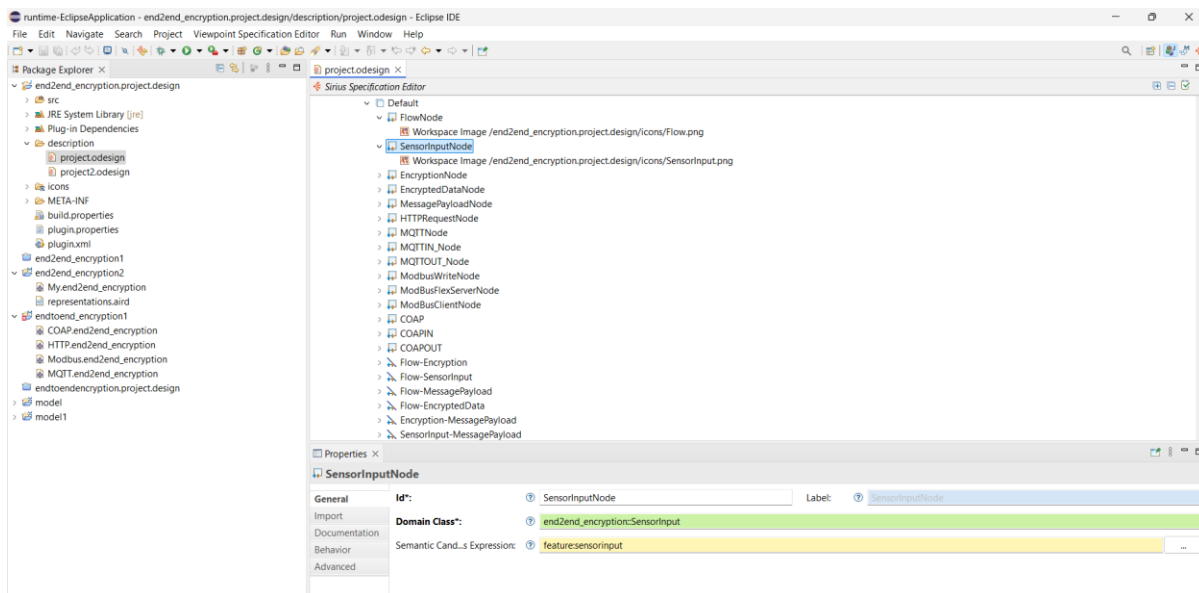 runtime-EclipseApplication - end2end_encryption.project.design/description/project.odesign - Eclipse IDE
File Edit Navigate Search Project Viewpoint Specification Editor Run Window Help
Package Explorer
end2end_encryption.project.design
src
JRE System Library [jre]
Plug-in Dependencies
description
project.odesign
project2.odesign
icons
META-INF
build.properties
plugin.properties
plugin.xml
end2end_encryption1
end2end_encryption2
My.end2end_encryption
representations.aird
endtoend_encryption1
COAP.end2end_encryption
HTTP.end2end_encryption
Modbus.end2end_encryption
MQTT.end2end_encryption
endtoendencryption.project.design
model
model1
project.odesign
Sirius Specification Editor
Default
FlowNode
Workspace Image /end2end_encryption.project.design/icons/Flow.png
SensorInputNode
Workspace Image /end2end_encryption.project.design/icons/SensorInput.png
EncryptionNode
EncryptedDataNode
MessagePayloadNode
HTTPRequestNode
MQTTNode
MQTTIN_Node
MQTTOUT_Node
ModbusWriteNode
ModBusFlexServerNode
ModBusClientNode
COAP
COAPIN
COAPOUT
Flow-Encryption
Flow-SensorInput
Flow-MessagePayload
Flow-EncryptedData
Encryption-MessagePayload
SensorInput-MessagePayload
Properties
SensorInputNode
General
Import
Documentation
Behavior
Advanced
Id*: SensorInputNode Label: SensorInputNode
Domain Class*: end2end_encryption::SensorInput
Semantic Cand...s Expression: feature:sensorinput ...